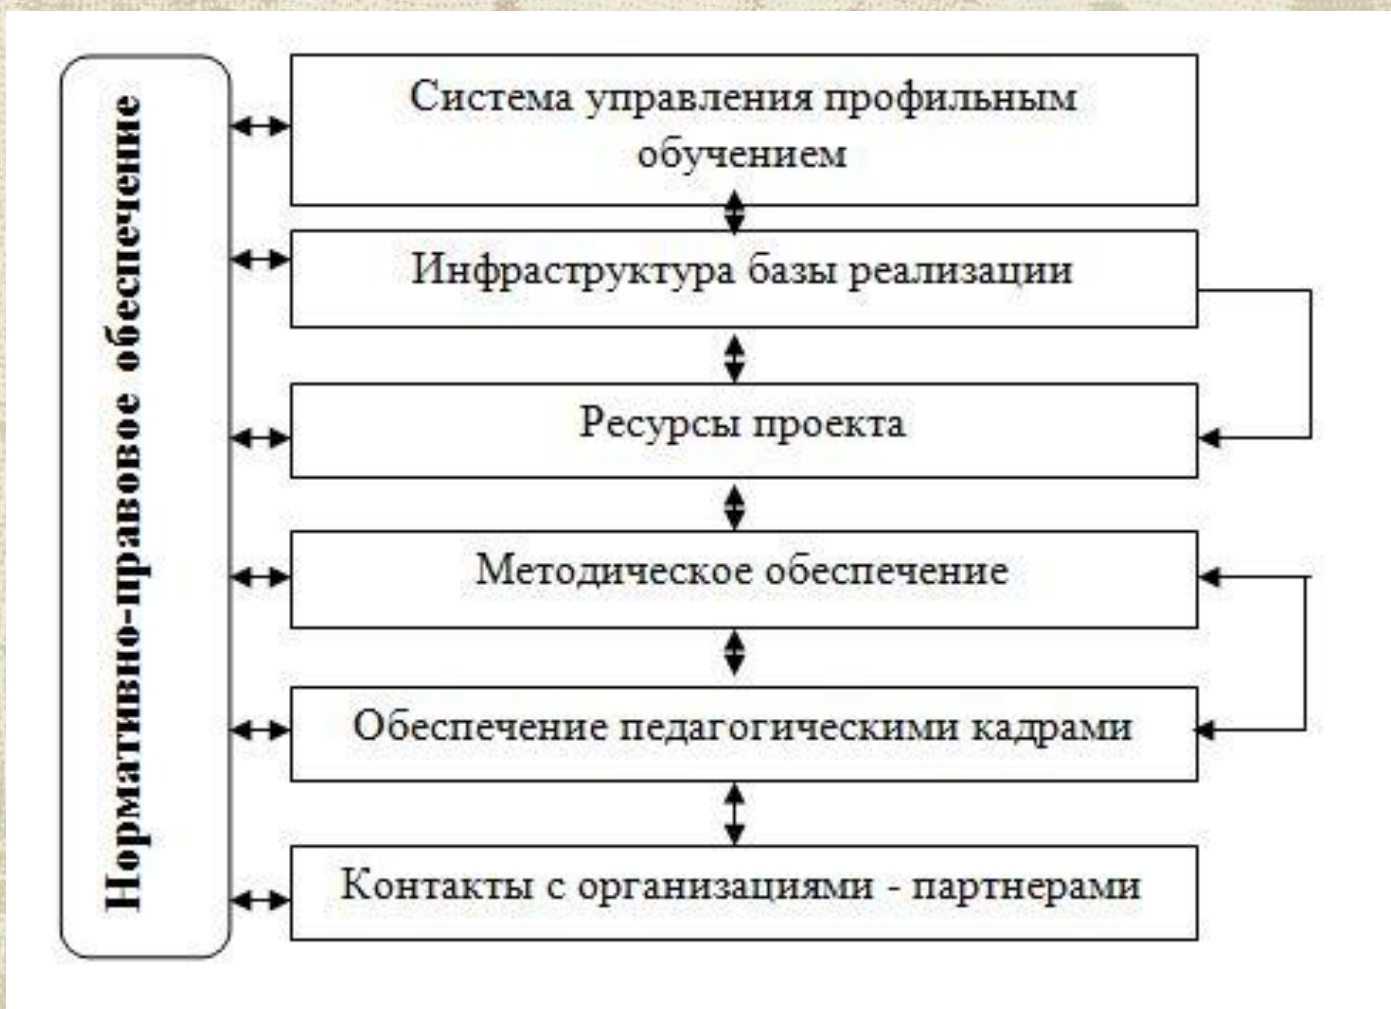 Нормативно-правовое обеспечение
Система управления профильным
обучением
Инфраструктура базы реализации
Ресурсы проекта
Методическое обеспечение
Обеспечение педагогическими кадрами
Контакты с организациями - партнерами